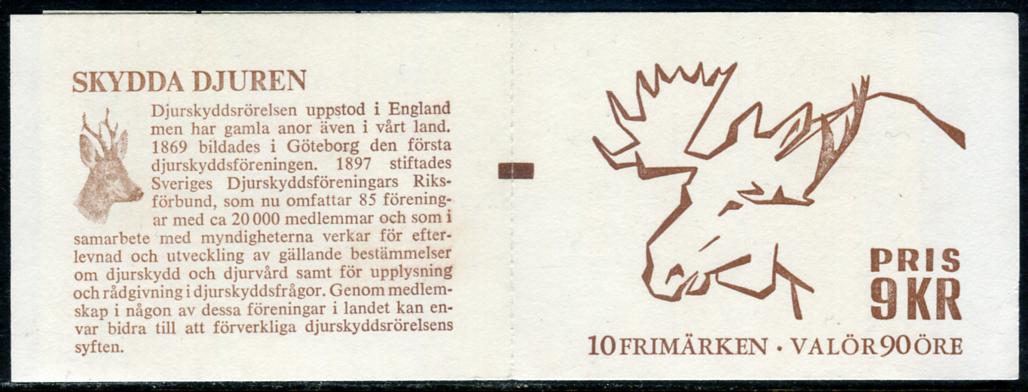 SKYDDA DJUREN
Djurskyddsrörelsen uppstod i England
men har gamla anor även i vårt land.
1869 bildades i Göteborg den första
djurskyddsföreningen. 1897 stiftades
Sveriges Djurskyddsföreningars Riks-
förbund, som nu omfattar 85 förening-
ar med ca 20 000 medlemmar och som i
samarbete med myndigheterna verkar för efter-
levnad och utveckling av gällande bestämmelser
om djurskydd och djurvård samt för upplysning
och rådgivning i djurskyddsfrågor. Genom medlem-
skap i någon av dessa föreningar i landet kan en-
var bidra till att förverkliga djurskyddsrörelsens
syften.
PRIS
9 KR
10 FRIMÄRKEN · VALÖR 90 ÖRE